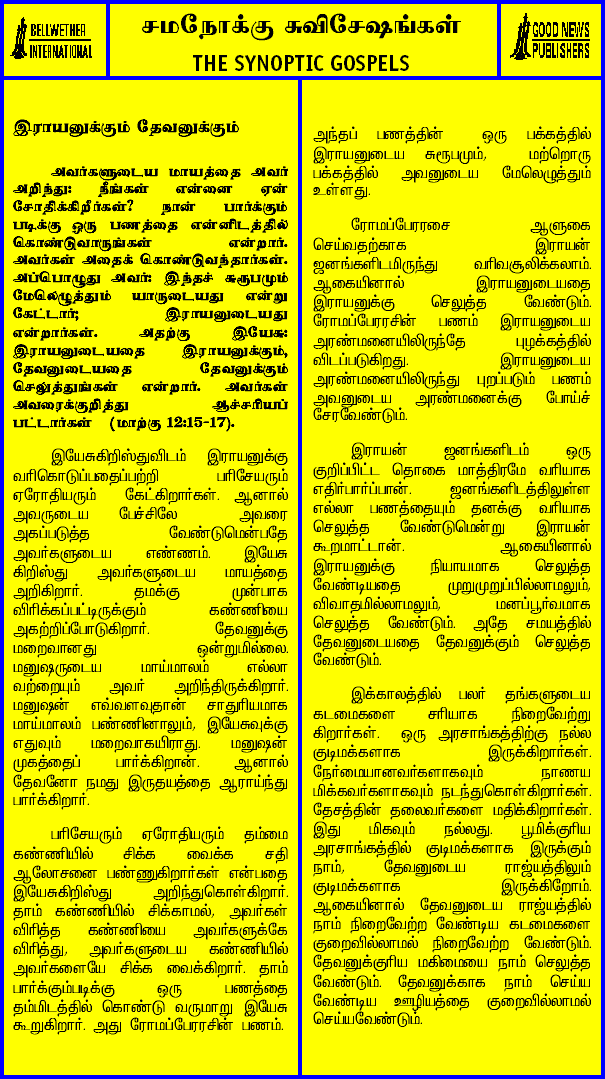 BELLWETHER
INTERNATIONAL
சமநோக்கு சுவிசேஷங்கள்
THE SYNOPTIC GOSPELS
GOOD NEWS
PUBLISHERS
இராயனுக்கும் தேவனுக்கும்
அவர்களுடைய மாயத்தை அவர்
அறிந்து: நீங்கள் என்னை ஏன்
சோதிக்கிறீர்கள்? நான் பார்க்கும்
படிக்கு ஒரு பணத்தை என்னிடத்தில்
கொண்டுவாருங்கள் என்றார்.
அவர்கள் அதைக் கொண்டுவந்தார்கள்.
அப்பொழுது அவர்: இந்தச் சுரூபமும்
மேலெழுத்தும் யாருடையது என்று
கேட்டார்; இராயனுடையது
என்றார்கள். அதற்கு இயேசு:
இராயனுடையதை இராயனுக்கும்,
தேவனுடையதை தேவனுக்கும்
செலுத்துங்கள் என்றார். அவர்கள்
அவரைக்குறித்து ஆச்சரியப்
பட்டார்கள் (மாற்கு 12:15-17).
இயேசுகிறிஸ்துவிடம் இராயனுக்கு
வரிகொடுப்பதைப்பற்றி பரிசேயரும்
ஏரோதியரும் கேட்கிறார்கள். ஆனால்
அவருடைய பேச்சிலே அவரை
அகப்படுத்த வேண்டுமென்பதே
அவர்களுடைய எண்ணம். இயேசு
கிறிஸ்து அவர்களுடைய மாயத்தை
அறிகிறார். தமக்கு முன்பாக
விரிக்கப்பட்டிருக்கும் கண்ணியை
அகற்றிப்போடுகிறார். தேவனுக்கு
மறைவானது ஒன்றுமில்லை.
மனுஷருடைய மாய்மாலம் எல்லா
வற்றையும் அவர் அறிந்திருக்கிறார்.
மனுஷன் எவ்வளவுதான் சாதுரியமாக
மாய்மாலம் பண்ணினாலும், இயேசுவுக்கு
எதுவும் மறைவாகயிராது. மனுஷன்
முகத்தைப் பார்க்கிறான். ஆனால்
தேவனோ நமது இருதயத்தை ஆராய்ந்து
பார்க்கிறார்.
பரிசேயரும் ஏரோதியரும் தம்மை
கண்ணியில் சிக்க வைக்க சதி
ஆலோசனை பண்ணுகிறார்கள் என்பதை
இயேசுகிறிஸ்து அறிந்துகொள்கிறார்.
தாம் கண்ணியில் சிக்காமல், அவர்கள்
விரித்த கண்ணியை அவர்களுக்கே
விரித்து, அவர்களுடைய கண்ணியில்
அவர்களையே சிக்க வைக்கிறார். தாம்
பார்க்கும்படிக்கு ஒரு பணத்தை
தம்மிடத்தில் கொண்டு வருமாறு இயேசு
கூறுகிறார். அது ரோமப்பேரரசின் பணம்.
அந்தப் பணத்தின் ஒரு பக்கத்தில்
இராயனுடைய சுரூபமும், மற்றொரு
பக்கத்தில் அவனுடைய மேலெழுத்தும்
உள்ளது.
ரோமப்பேரரசை ஆளுகை
செய்வதற்காக இராயன்
ஜனங்களிடமிருந்து வரிவசூலிக்கலாம்.
ஆகையினால் இராயனுடையதை
இராயனுக்கு செலுத்த வேண்டும்.
ரோமப்பேரரசின் பணம் இராயனுடைய
அரண்மனையிலிருந்தே புழக்கத்தில்
விடப்படுகிறது. இராயனுடைய
அரண்மனையிலிருந்து புறப்படும் பணம்
அவனுடைய அரண்மனைக்கு போய்ச்
சேரவேண்டும்.
இராயன் ஜனங்களிடம் ஒரு
குறிப்பிட்ட தொகை மாத்திரமே வரியாக
எதிர்பார்ப்பான். ஜனங்களிடத்திலுள்ள
எல்லா பணத்தையும் தனக்கு வரியாக
செலுத்த வேண்டுமென்று இராயன்
கூறமாட்டான். ஆகையினால்
இராயனுக்கு நியாயமாக செலுத்த
வேண்டியதை முறுமுறுப்பில்லாமலும்,
விவாதமில்லாமலும், மனப்பூர்வமாக
செலுத்த வேண்டும். அதே சமயத்தில்
தேவனுடையதை தேவனுக்கும் செலுத்த
வேண்டும்.
இக்காலத்தில் பலர் தங்களுடைய
கடமைகளை சரியாக நிறைவேற்று
கிறார்கள். ஒரு அரசாங்கத்திற்கு நல்ல
குடிமக்களாக இருக்கிறார்கள்.
நேர்மையானவர்களாகவும் நாணய
மிக்கவர்களாகவும் நடந்துகொள்கிறார்கள்.
தேசத்தின் தலைவர்களை மதிக்கிறார்கள்.
இது மிகவும் நல்லது. பூமிக்குரிய
அரசாங்கத்தில் குடிமக்களாக இருக்கும்
நாம், தேவனுடைய ராஜ்யத்திலும்
குடிமக்களாக இருக்கிறோம்.
ஆகையினால் தேவனுடைய ராஜ்யத்தில்
நாம் நிறைவேற்ற வேண்டிய கடமைகளை
குறைவில்லாமல் நிறைவேற்ற வேண்டும்.
தேவனுக்குரிய மகிமையை நாம் செலுத்த
வேண்டும். தேவனுக்காக நாம் செய்ய
வேண்டிய ஊழியத்தை குறைவில்லாமல்
செய்யவேண்டும்.